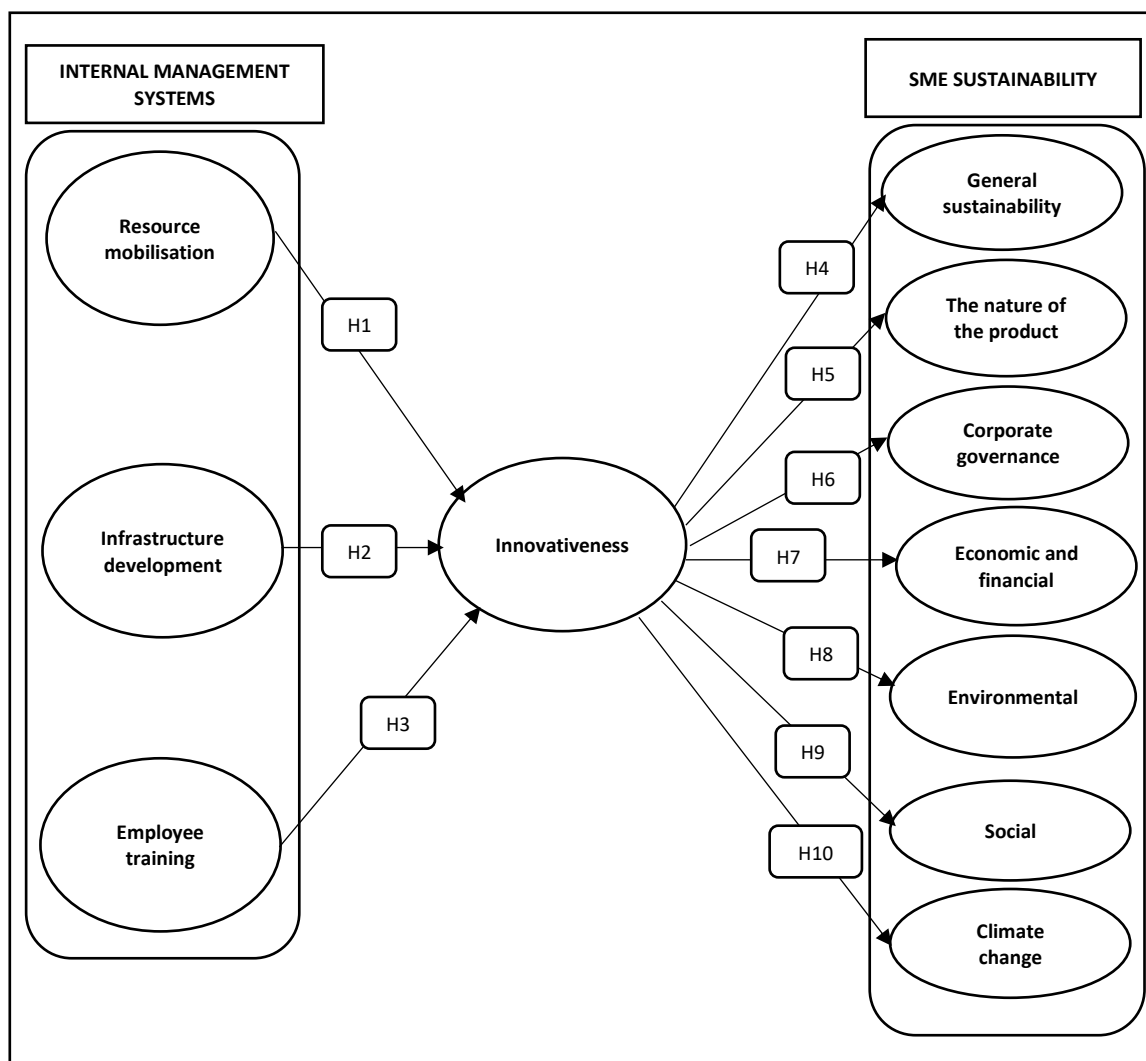 INTERNAL MANAGEMENT
SYSTEMS
Resource
mobilisation
Infrastructure
development
Employee
training
H1
H2
H3
Innovativeness
H4
H5
H6
H7
H8
H9
H10
SME SUSTAINABILITY
General
sustainability
The nature of
the product
Corporate
governance
Economic and
financial
Environmental
Social
Climate
change